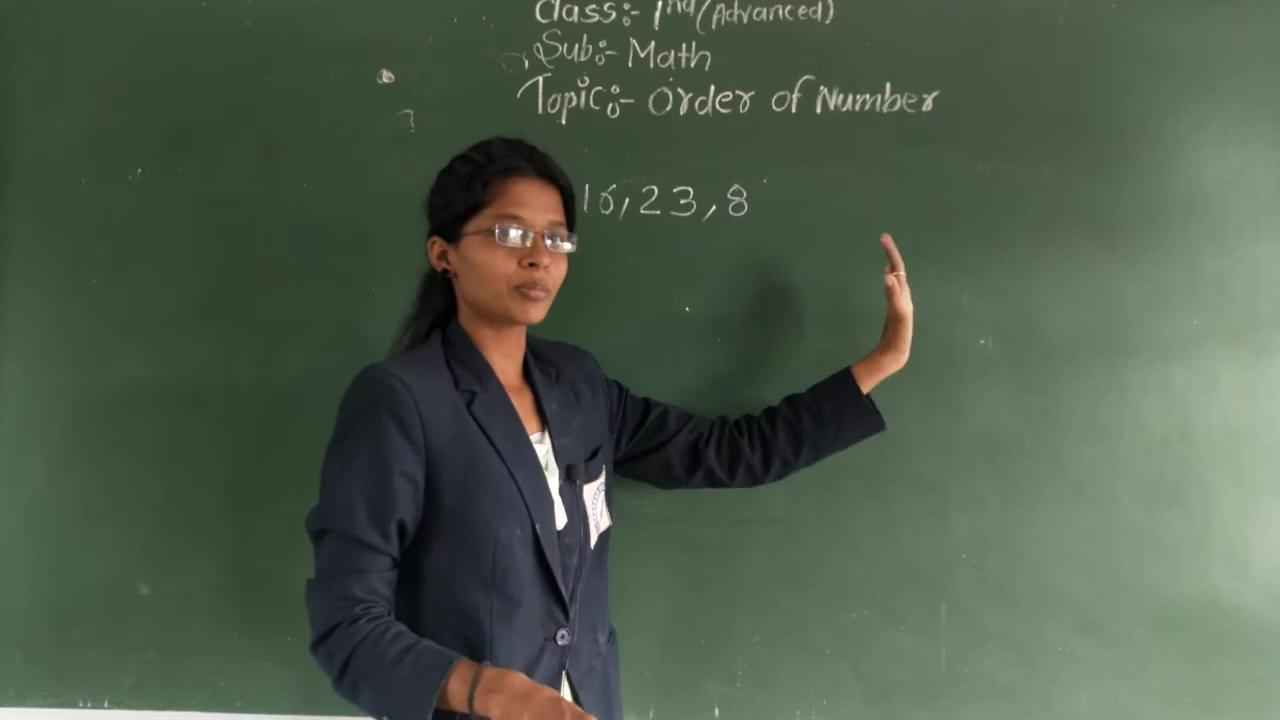 Class:- 1nd (Advanced)
Sub:- Math
Topic:- Order of Number
16, 23, 8